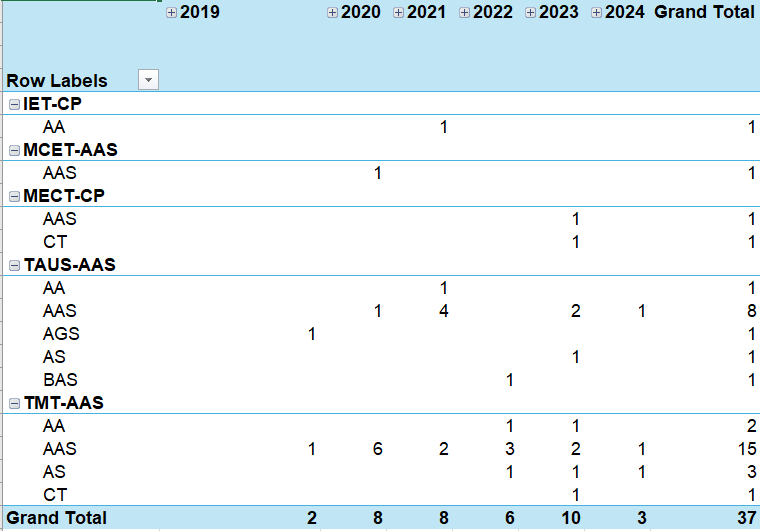 2019 2020 2021 2022 2023 2024 Grand Total
Row Labels
IET-CP
AA 1 1
MCET-AAS
AAS 1 1
MECT-CP
AAS 1 1
CT 1 1
TAUS-AAS
AA 1 1
AAS 1 4 2 1 8
AGS 1 1
AS 1 1
BAS 1 1
TMT-AAS
AA 1 1 2
AAS 1 6 2 3 2 1 15
AS 1 1 1 3
CT 1 1
Grand Total 2 8 8 6 10 3 37